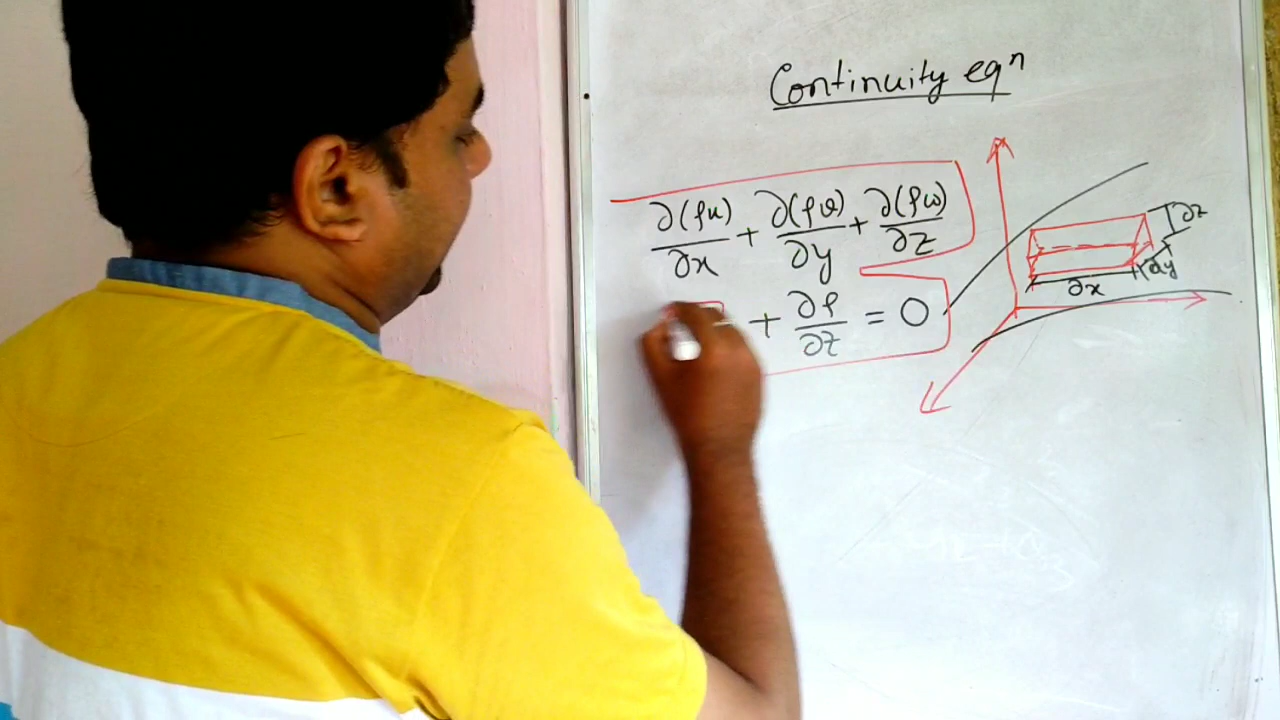 Continuity eqⁿ
∂(ρu)/∂x + ∂(ρv)/∂y + ∂(ρw)/∂z
+ ∂ρ/∂z = 0
∂z
∂y
∂x